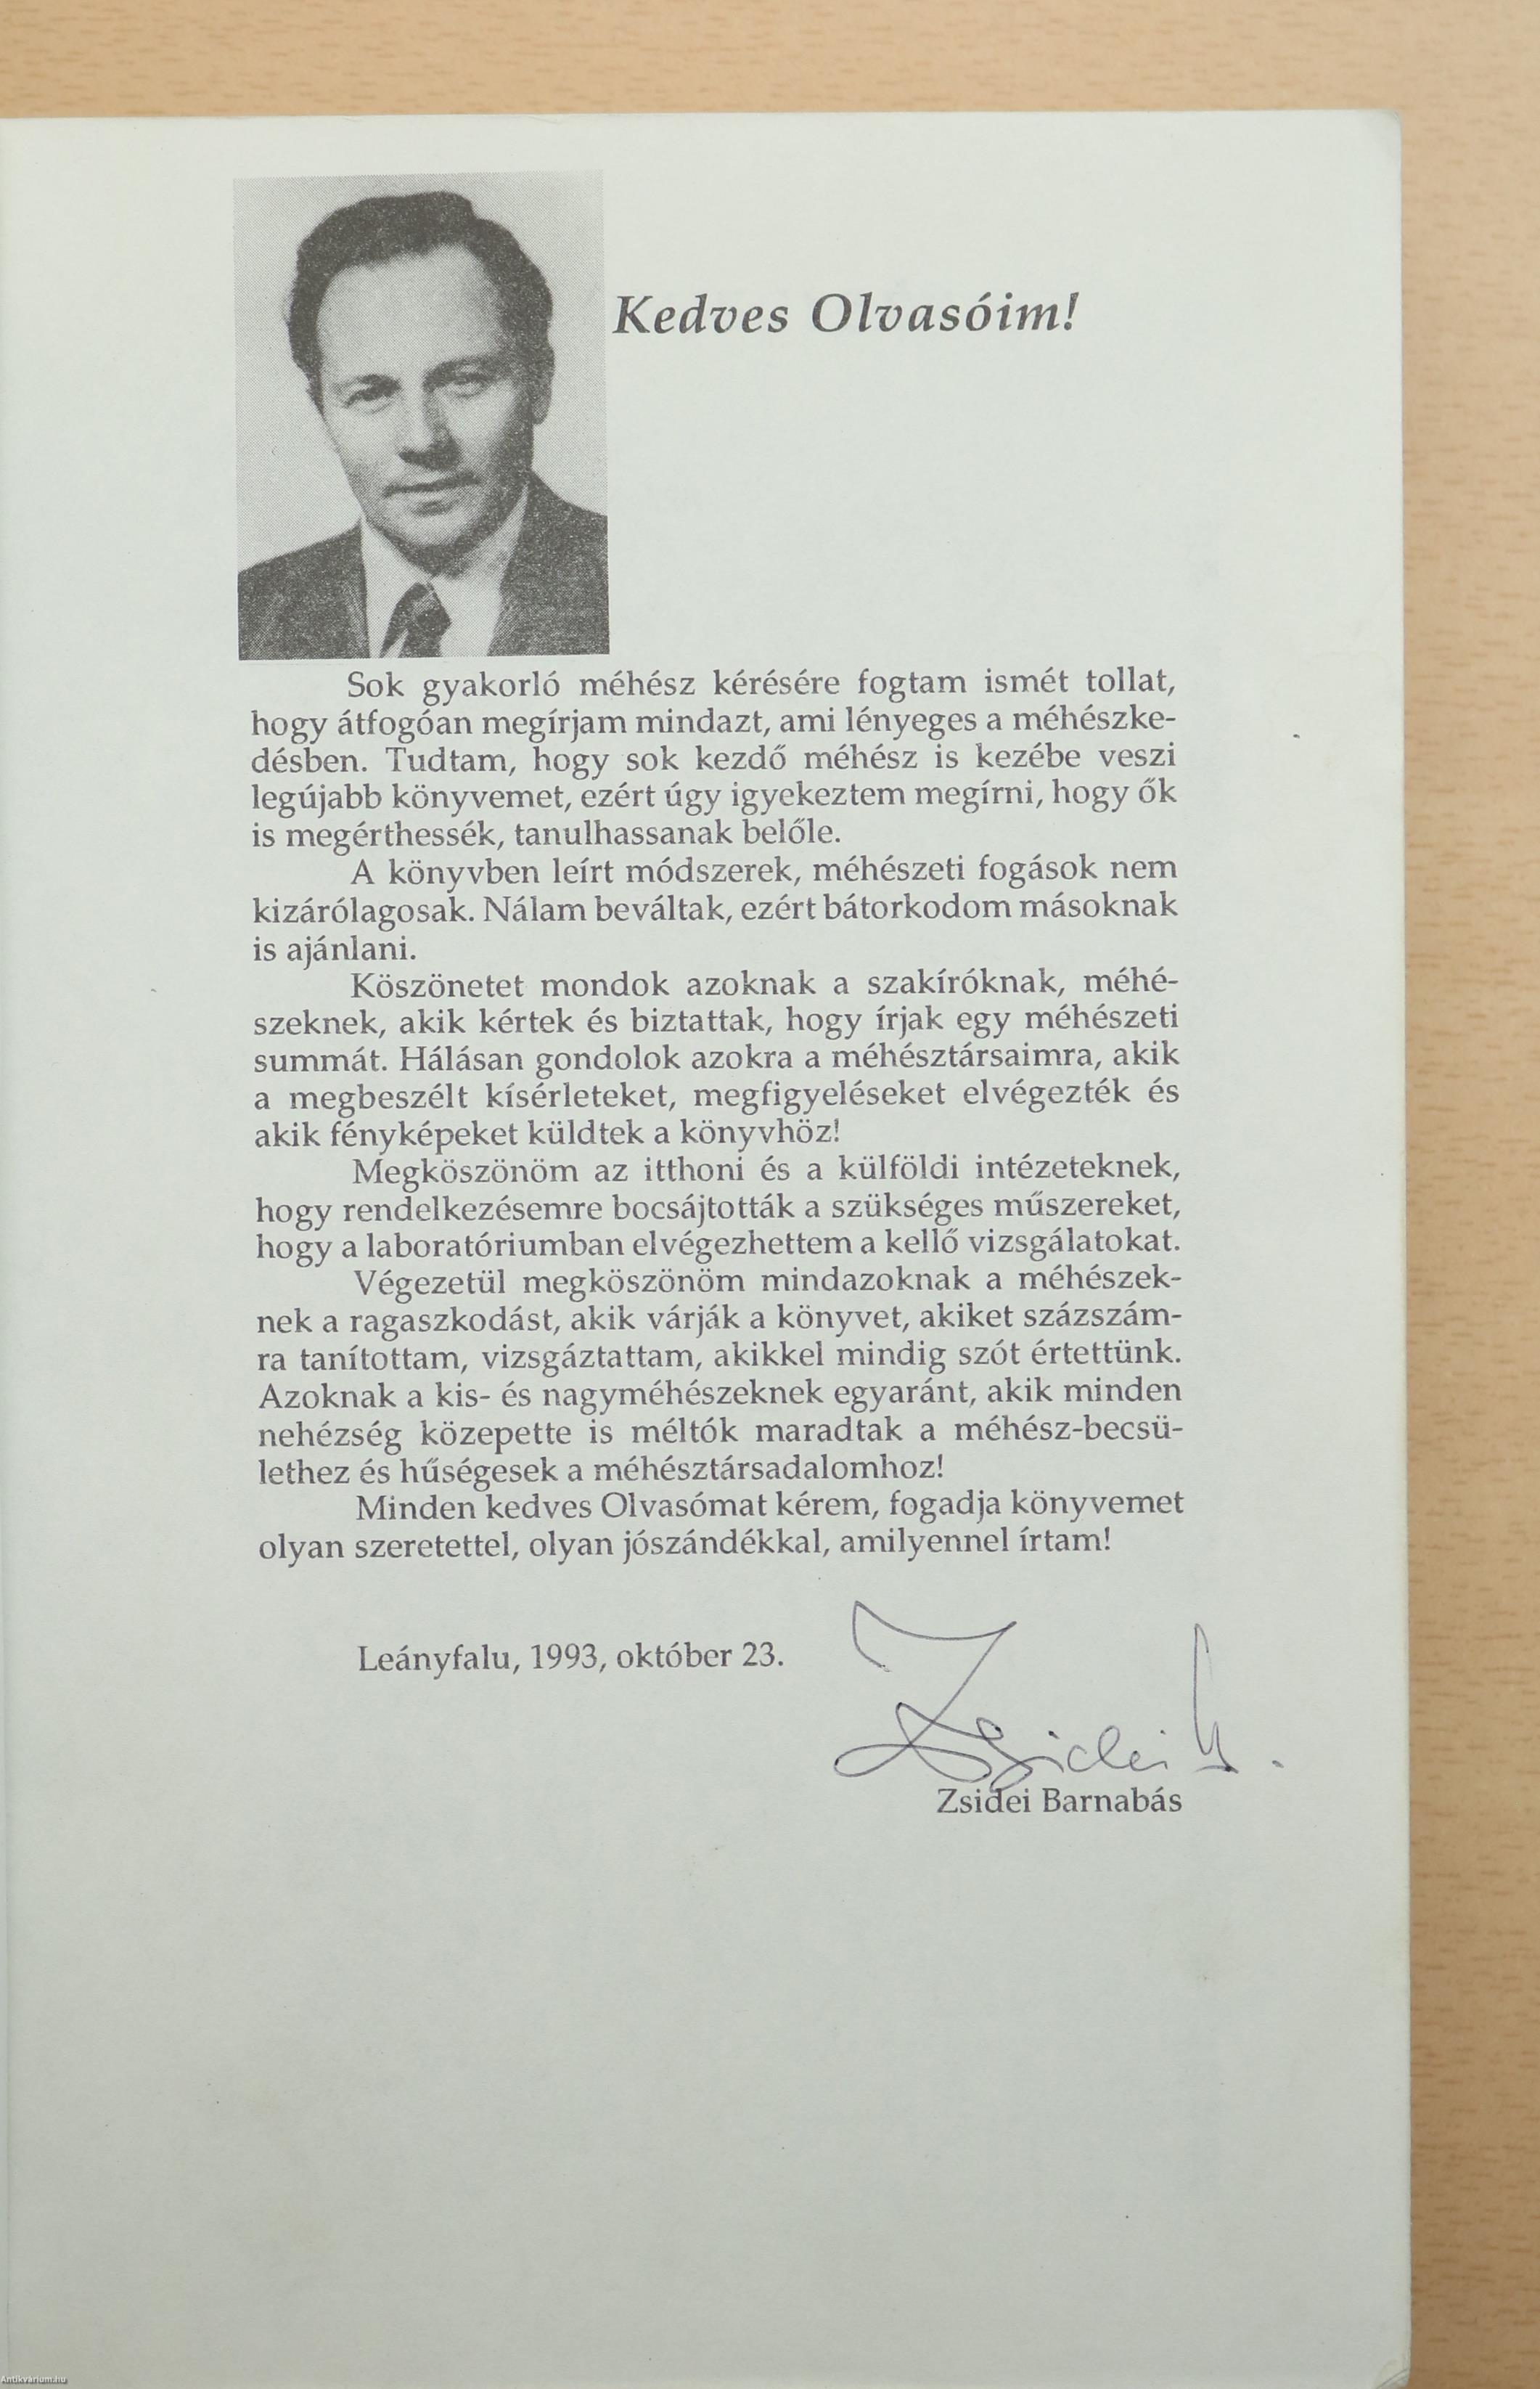 Kedves Olvasóim!
Sok gyakorló méhész kérésére fogtam ismét tollat,
hogy átfogóan megírjam mindazt, ami lényeges a méhészke-
désben. Tudtam, hogy sok kezdő méhész is kezébe veszi
legújabb könyvemet, ezért úgy igyekeztem megírni, hogy ők
is megérthessék, tanulhassanak belőle.
A könyvben leírt módszerek, méhészeti fogások nem
kizárólagosak. Nálam beváltak, ezért bátorkodom másoknak
is ajánlani.
Köszönetet mondok azoknak a szakíróknak, méhé-
szeknek, akik kértek és biztattak, hogy írjak egy méhészeti
summát. Hálásan gondolok azokra a méhésztársaimra, akik
a megbeszélt kísérleteket, megfigyeléseket elvégezték és
akik fényképeket küldtek a könyvhöz!
Megköszönöm az itthoni és a külföldi intézeteknek,
hogy rendelkezésemre bocsájtották a szükséges műszereket,
hogy a laboratóriumban elvégezhettem a kellő vizsgálatokat.
Végezetül megköszönöm mindazoknak a méhészek-
nek a ragaszkodást, akik várják a könyvet, akiket százszám-
ra tanítottam, vizsgáztattam, akikkel mindig szót értettünk.
Azoknak a kis- és nagyméhészeknek egyaránt, akik minden
nehézség közepette is méltók maradtak a méhész-becsü-
lethez és hűségesek a méhésztársadalomhoz!
Minden kedves Olvasómat kérem, fogadja könyvemet
olyan szeretettel, olyan jószándékkal, amilyennel írtam!
Leányfalu, 1993, október 23.
Zsidei B.
Zsidei Barnabás
Antikvarium.hu